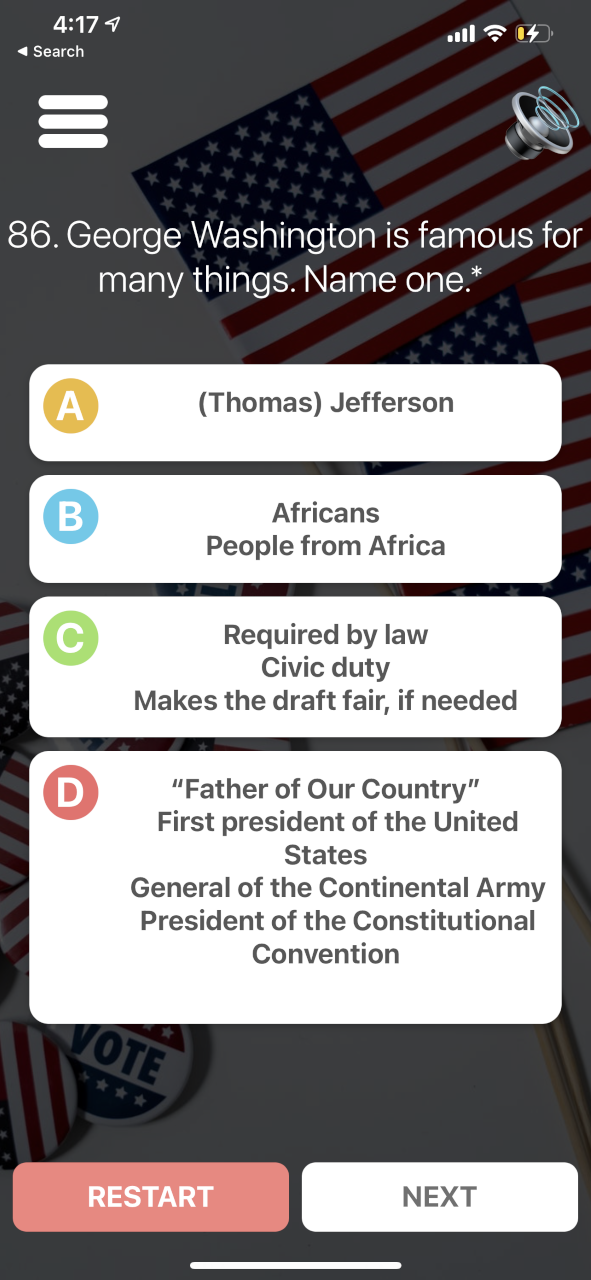 4:17
Search
86. George Washington is famous for
many things. Name one.*
A
(Thomas) Jefferson
B
Africans
People from Africa
C
Required by law
Civic duty
Makes the draft fair, if needed
D
“Father of Our Country”
First president of the United
States
General of the Continental Army
President of the Constitutional
Convention
VOTE
RESTART
NEXT